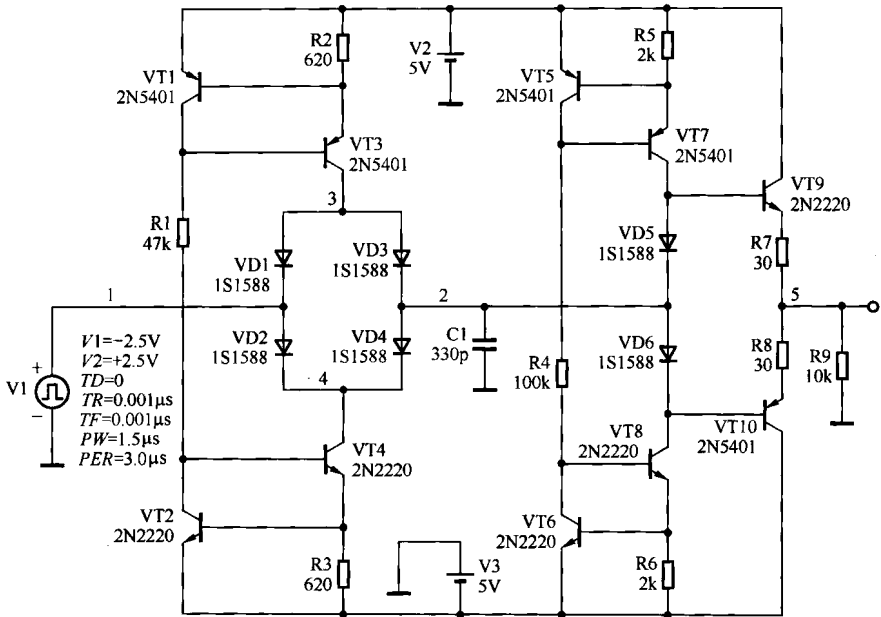 R2
620
V2
5V
R5
2k
VT1
2N5401
VT5
2N5401
VT3
2N5401
VT7
2N5401
VT9
2N2220
3
R1
47k
VD1
1S1588
VD3
1S1588
VD5
1S1588
R7
30
1
2
5
V1=−2.5V
V2=+2.5V
TD=0
TR=0.001μs
TF=0.001μs
PW=1.5μs
PER=3.0μs
+
V1
−
VD2
1S1588
VD4
1S1588
C1
330p
R4
100k
VD6
1S1588
R8
30
R9
10k
4
VT4
2N2220
VT8
2N2220
VT10
2N5401
VT2
2N2220
VT6
2N2220
R3
620
V3
5V
R6
2k